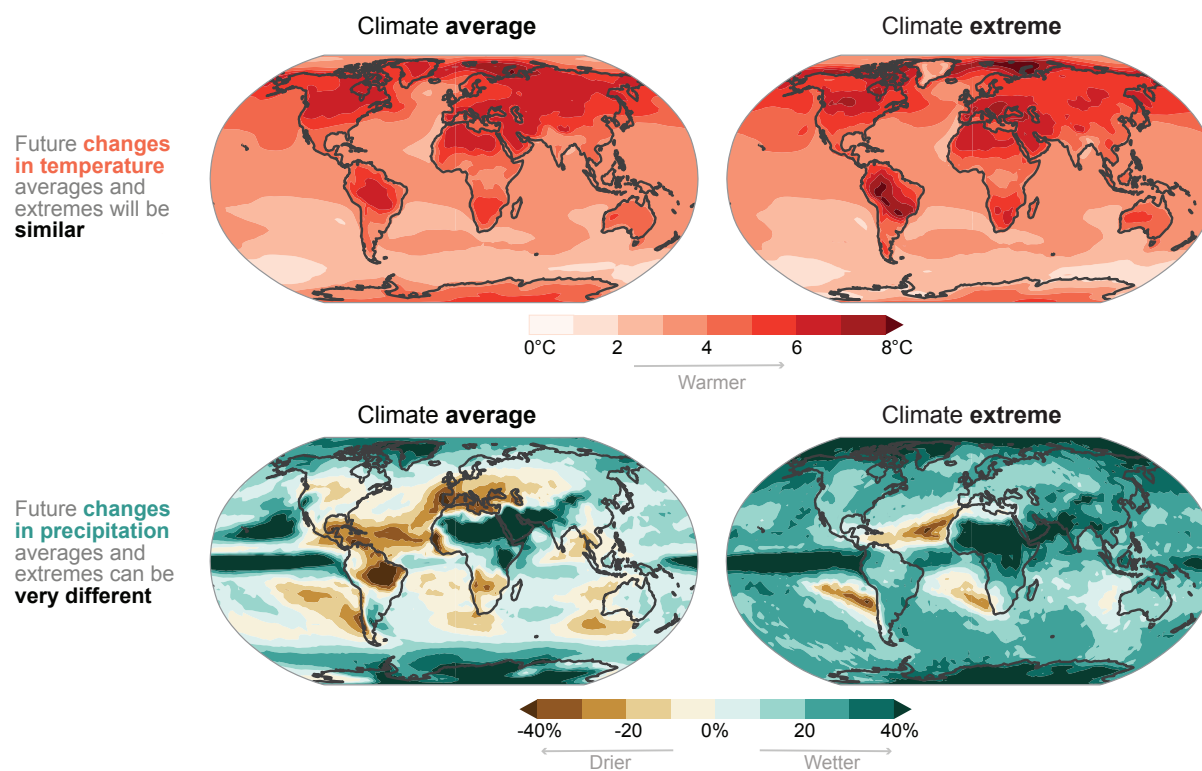 Climate average
Climate extreme
Future changes
in temperature
averages and
extremes will be
similar
0°C 2 4 6 8°C
Warmer
Climate average
Climate extreme
Future changes
in precipitation
averages and
extremes can be
very different
-40% -20 0% 20 40%
Drier
Wetter